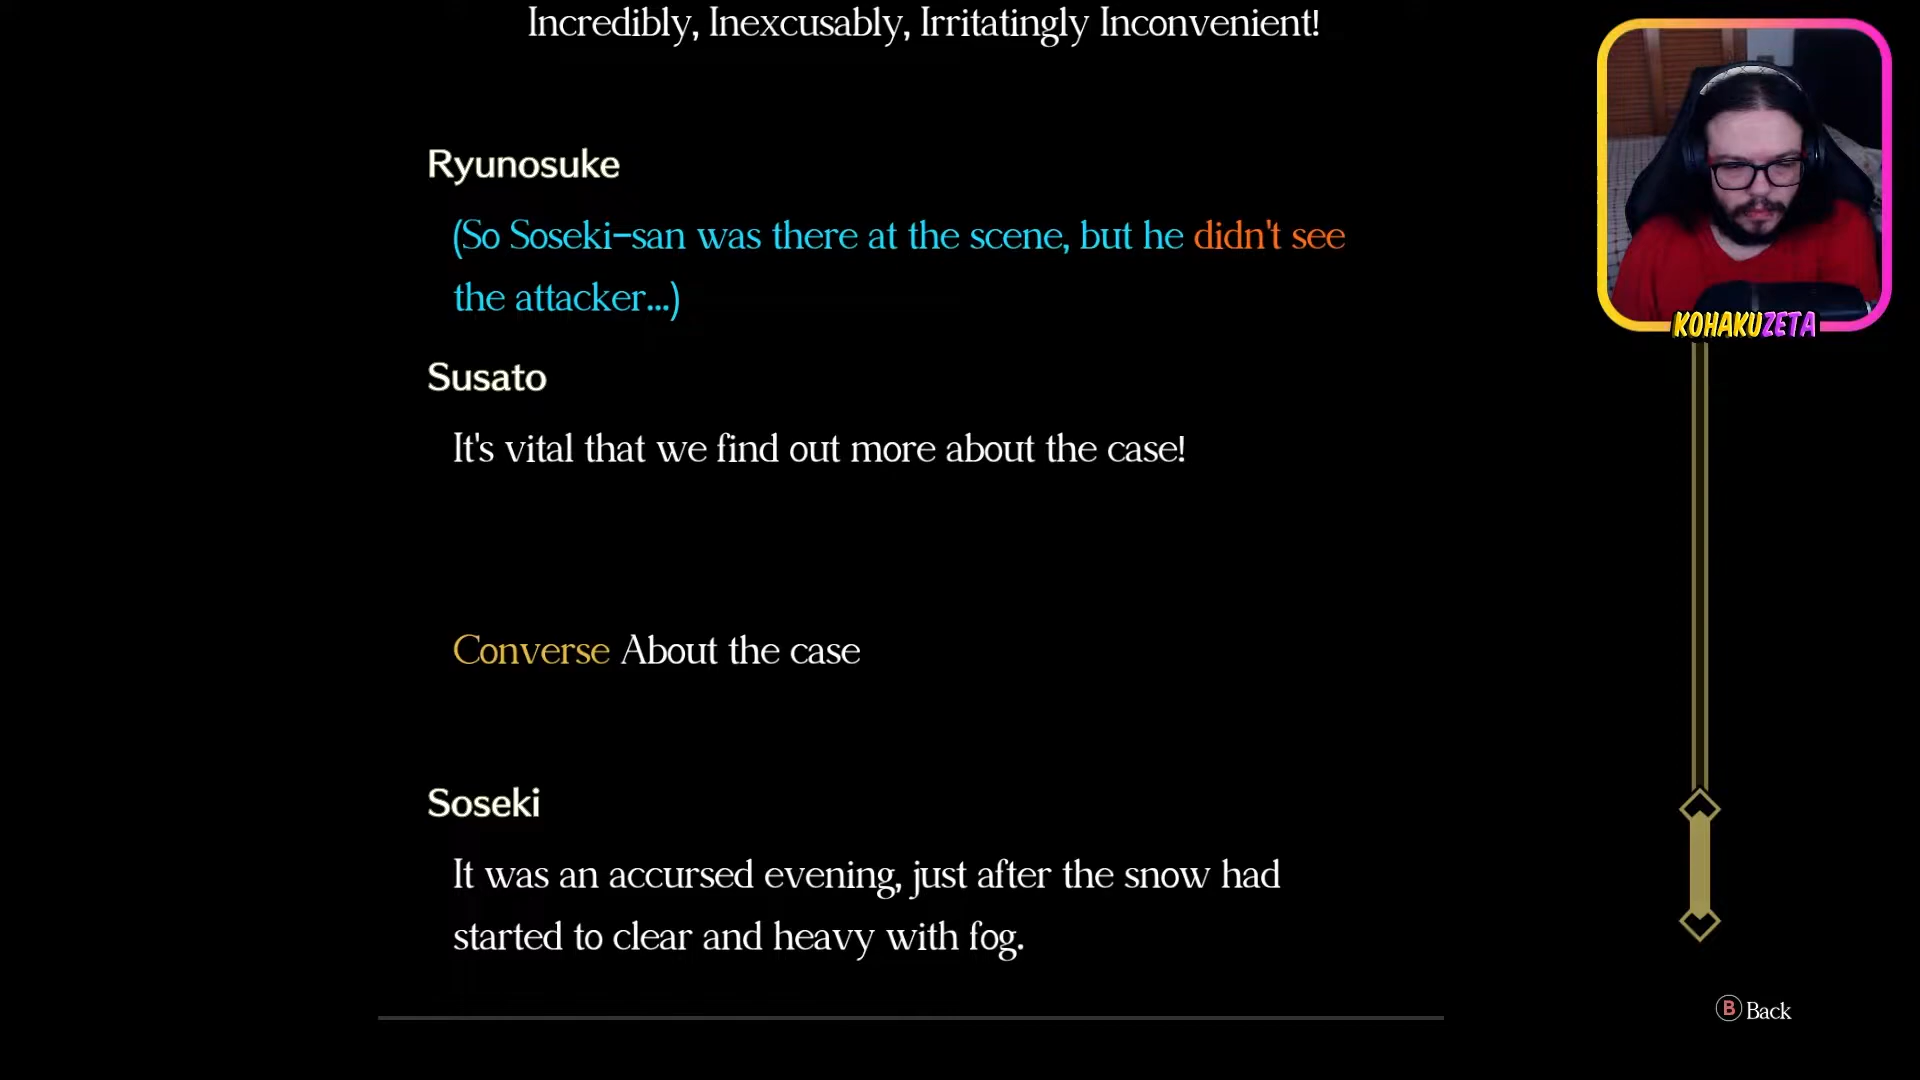 Incredibly, Inexcusably, Irritatingly Inconvenient!
Ryunosuke
(So Soseki-san was there at the scene, but he didn't see
the attacker...)
Susato
It's vital that we find out more about the case!
Converse About the case
Soseki
It was an accursed evening, just after the snow had
started to clear and heavy with fog.
KOHAKUZETA
B Back